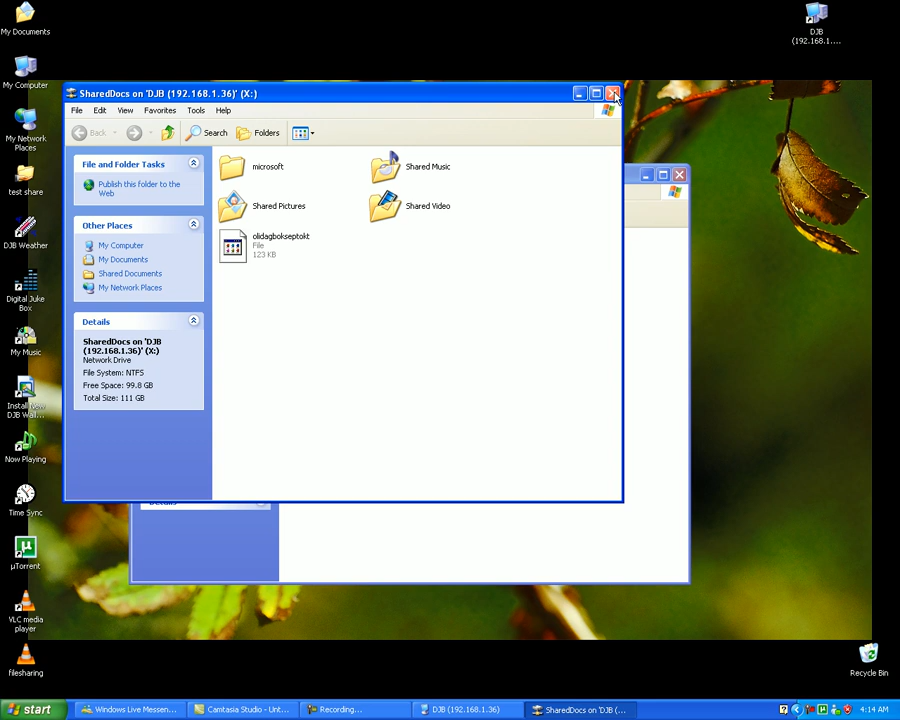 My Documents
My Computer
My Network
Places
test share
DJB Weather
Digital Juke
Box
My Music
Install New
DJB Wall...
Now Playing
Time Sync
µTorrent
VLC media
player
filesharing
DJB
(192.168.1....
Recycle Bin
SharedDocs on 'DJB (192.168.1.36)' (X:)
File Edit View Favorites Tools Help
Back Search Folders
File and Folder Tasks
Publish this folder to the
Web
Other Places
My Computer
My Documents
Shared Documents
My Network Places
Details
SharedDocs on 'DJB
(192.168.1.36)' (X:)
Network Drive
File System: NTFS
Free Space: 99.8 GB
Total Size: 111 GB
microsoft
Shared Music
Shared Pictures
Shared Video
olidagbokseptokt
File
123 KB
Details
start
Windows Live Messen...
Camtasia Studio - Unt...
Recording...
DJB (192.168.1.36)
SharedDocs on 'DJB (...
4:14 AM